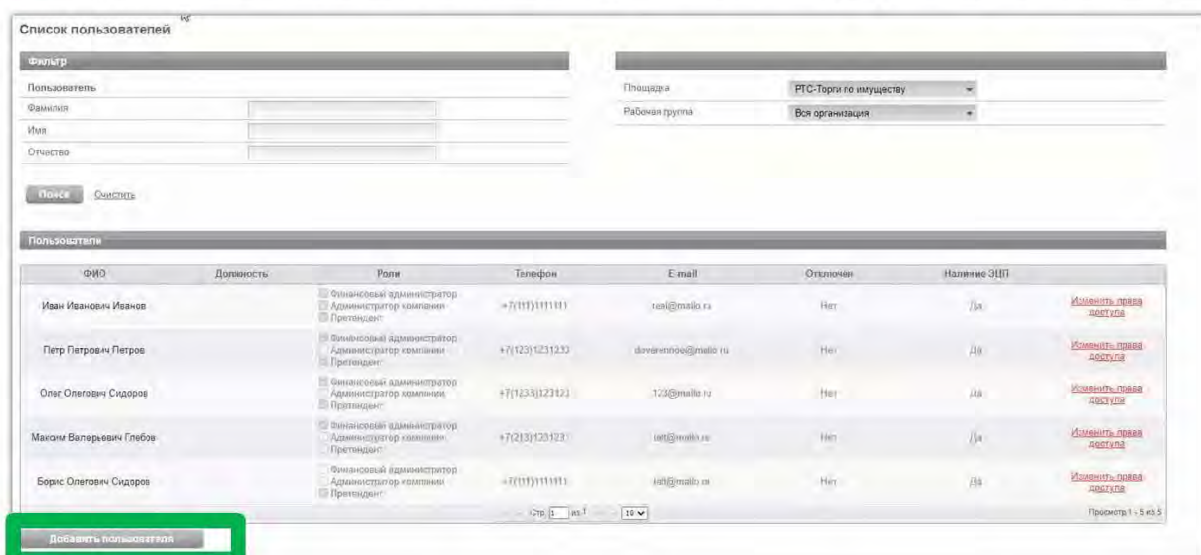 Список пользователей
Фильтр
Пользователь
Фамилия
Имя
Отчество
Площадка РТС-Торги по имуществу
Рабочая группа Вся организация
Поиск Очистить
Пользователи
ФИО Должность Роли Телефон E-mail Отключен Наличие ЭЦП
Финансовый администратор
Иван Иванович Иванов Администратор компании +7(111)1111111 Нет Да Изменить права доступа
Претендент
Финансовый администратор
Петр Петрович Петров Администратор компании +7(123)1231233 doverennoe@mailo.ru Нет Да Изменить права доступа
Претендент
Финансовый администратор
Олег Олегович Сидоров Администратор компании +7(1233)123123 123@mailo.ru Нет Да Изменить права доступа
Претендент
Финансовый администратор
Максим Валерьевич Глебов Администратор компании Нет Да Изменить права доступа
Претендент
Финансовый администратор
Борис Олегович Сидоров Администратор компании Нет Да Изменить права доступа
Претендент
Стр. 1 из 1 10 Просмотр 1 - 5 из 5
Добавить пользователя